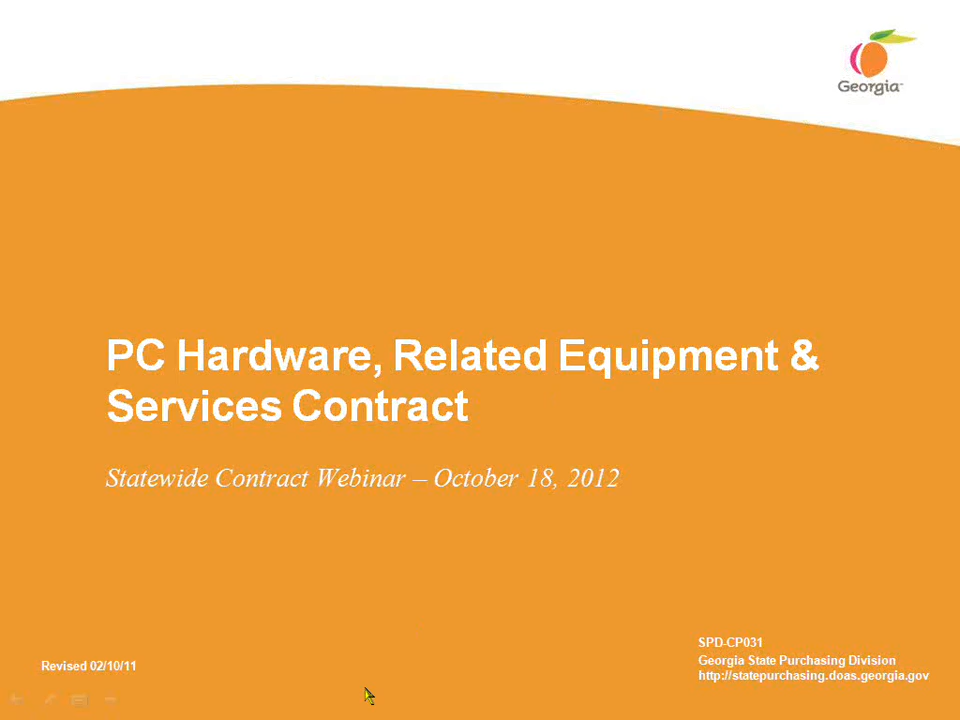 Georgia™
PC Hardware, Related Equipment &
Services Contract
Statewide Contract Webinar – October 18, 2012
SPD-CP031
Georgia State Purchasing Division
http://statepurchasing.doas.georgia.gov
Revised 02/10/11